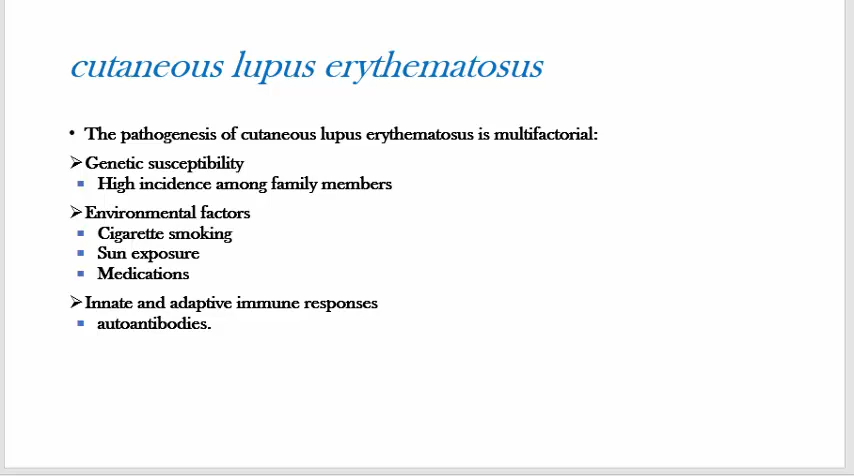 cutaneous lupus erythematosus
• The pathogenesis of cutaneous lupus erythematosus is multifactorial:
➢Genetic susceptibility
▪ High incidence among family members
➢Environmental factors
▪ Cigarette smoking
▪ Sun exposure
▪ Medications
➢Innate and adaptive immune responses
▪ autoantibodies.